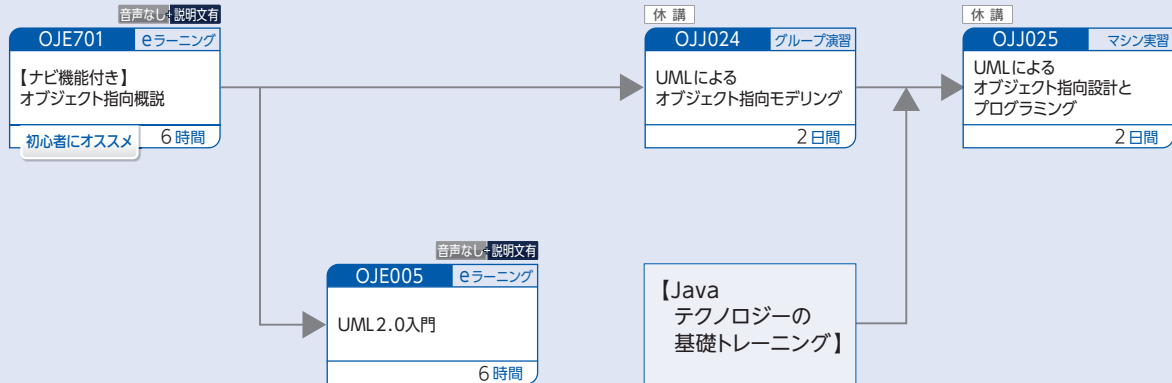 音声なし+説明文有
OJE701 eラーニング
【ナビ機能付き】
オブジェクト指向概説
初心者にオススメ 6時間
休 講
OJJ024 グループ演習
UMLによる
オブジェクト指向モデリング
2日間
休 講
OJJ025 マシン実習
UMLによる
オブジェクト指向設計と
プログラミング
2日間
音声なし+説明文有
OJE005 eラーニング
UML2.0入門
6時間
【Java
テクノロジーの
基礎トレーニング】